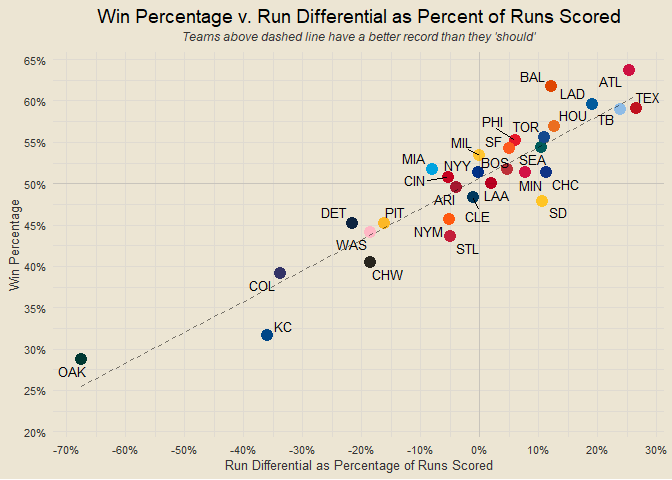 Win Percentage v. Run Differential as Percent of Runs Scored
Teams above dashed line have a better record than they 'should'
65%
60%
55%
50%
45%
40%
35%
30%
25%
20%
Win Percentage
BAL
ATL
LAD
TEX
HOU
TB
PHI
TOR
MIL
SF
MIA
NYY
BOS
SEA
CIN
MIN
CHC
ARI
LAA
SD
DET
PIT
CLE
NYM
WAS
STL
CHW
COL
KC
OAK
-70%
-60%
-50%
-40%
-30%
-20%
-10%
0%
10%
20%
30%
Run Differential as Percentage of Runs Scored